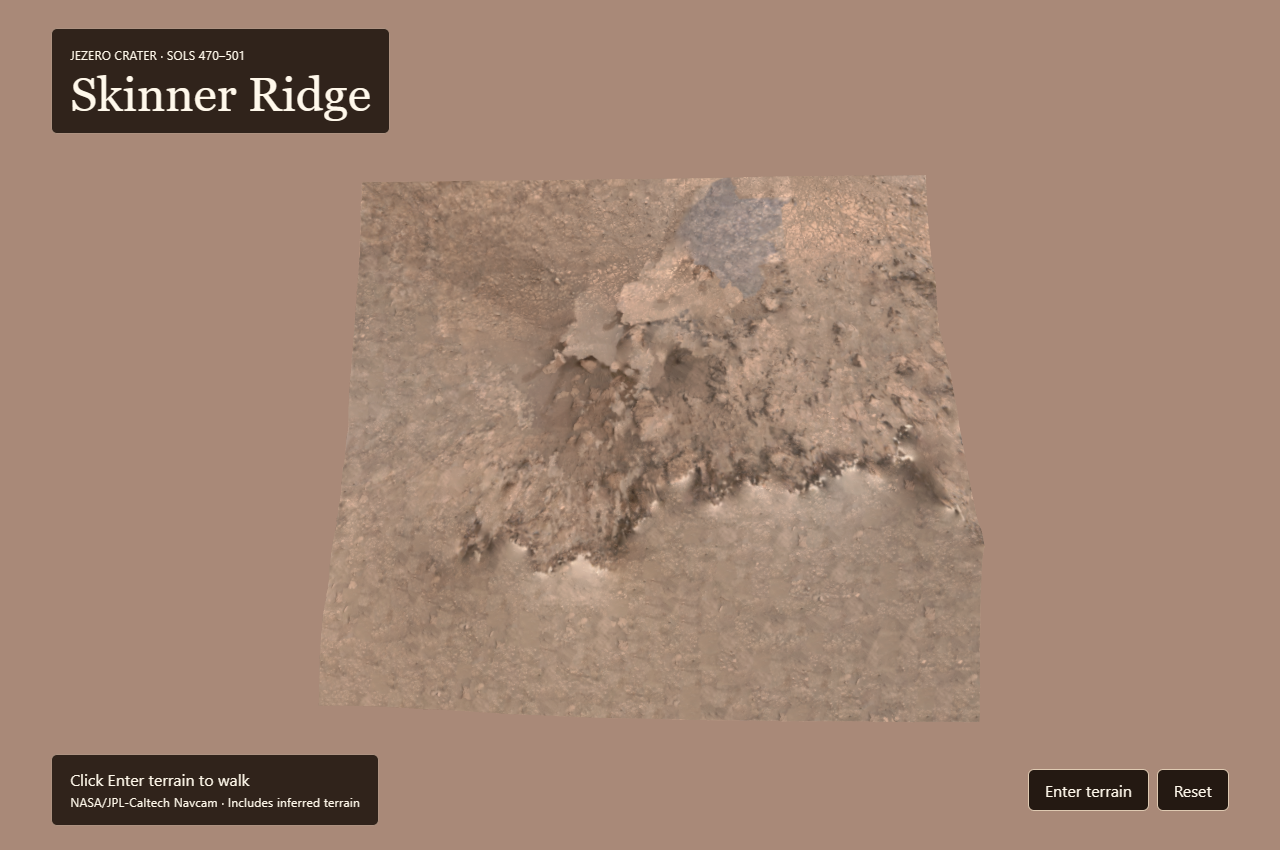 JEZERO CRATER · SOLS 470–501
Skinner Ridge
Click Enter terrain to walk
NASA/JPL-Caltech Navcam · Includes inferred terrain
Enter terrain
Reset